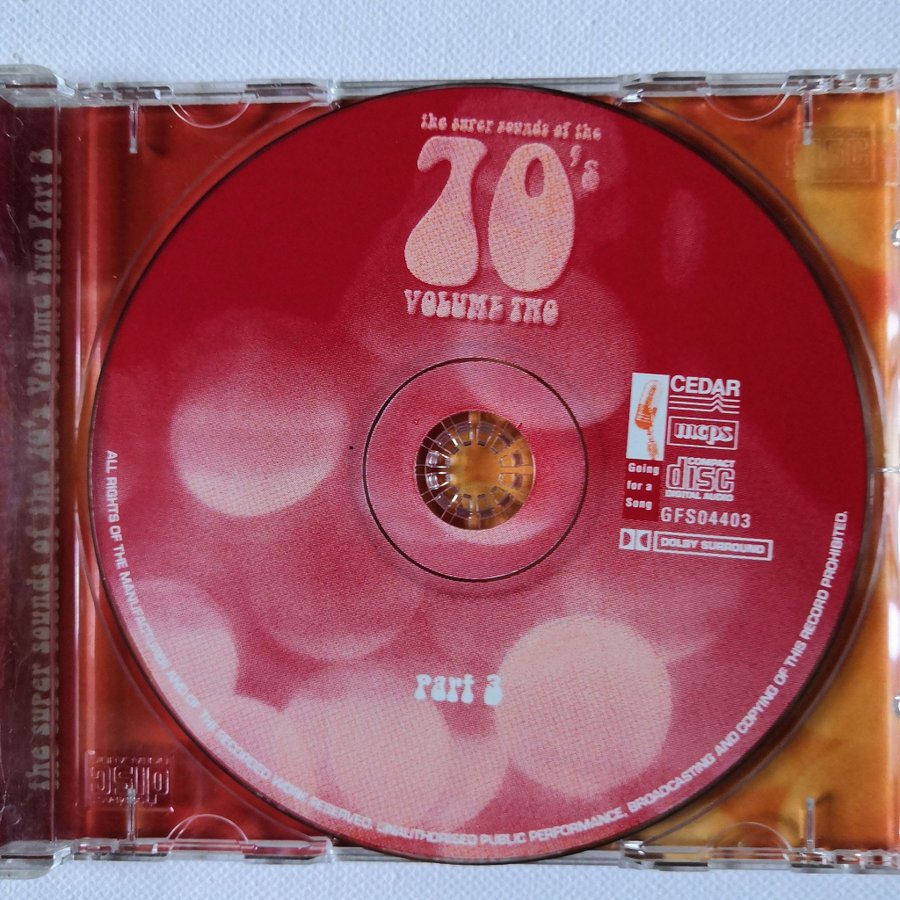 the super sounds of the
70's
VOLUME TWO
CEDAR
mcps
Going
for a
Song
COMPACT
disc
DIGITAL AUDIO
GFS04403
DOLBY SURROUND
Part 3
ALL RIGHTS OF THE MANUFACTURER AND OF THE RECORDED WORK RESERVED. UNAUTHORISED PUBLIC PERFORMANCE, BROADCASTING AND COPYING OF THIS RECORD PROHIBITED.
the super sounds of the 70's Volume Two Part 3
disc
disc